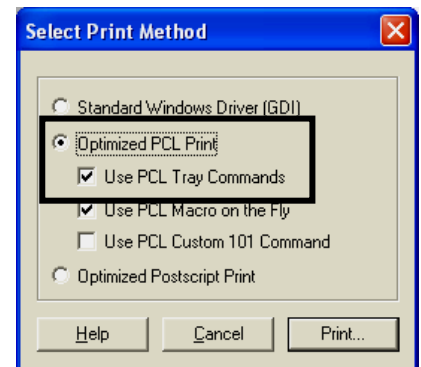 Select Print Method
Standard Windows Driver (GDI)
Optimized PCL Print
Use PCL Tray Commands
Use PCL Macro on the Fly
Use PCL Custom 101 Command
Optimized Postscript Print
Help Cancel Print...